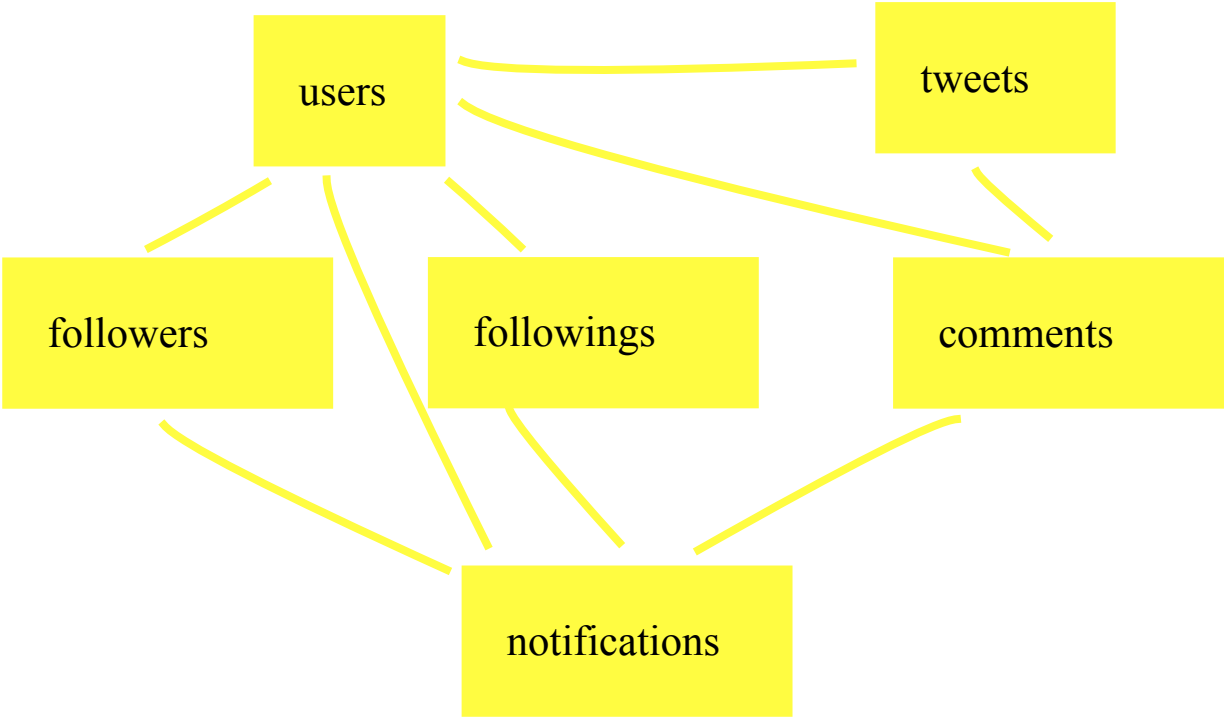 users
tweets
followers
followings
comments
notifications